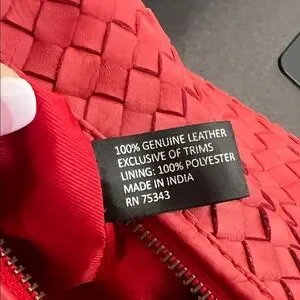 100% GENUINE LEATHER
EXCLUSIVE OF TRIMS
LINING: 100% POLYESTER
MADE IN INDIA
RN 75343